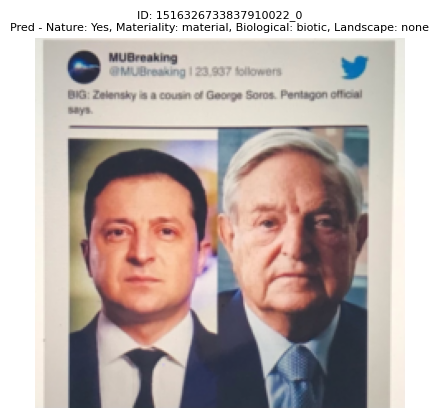 ID: 1516326733837910022_0
Pred - Nature: Yes, Materiality: material, Biological: biotic, Landscape: none
MUBreaking
@MUBreaking | 23,937 followers
BIG: Zelensky is a cousin of George Soros. Pentagon official
says.